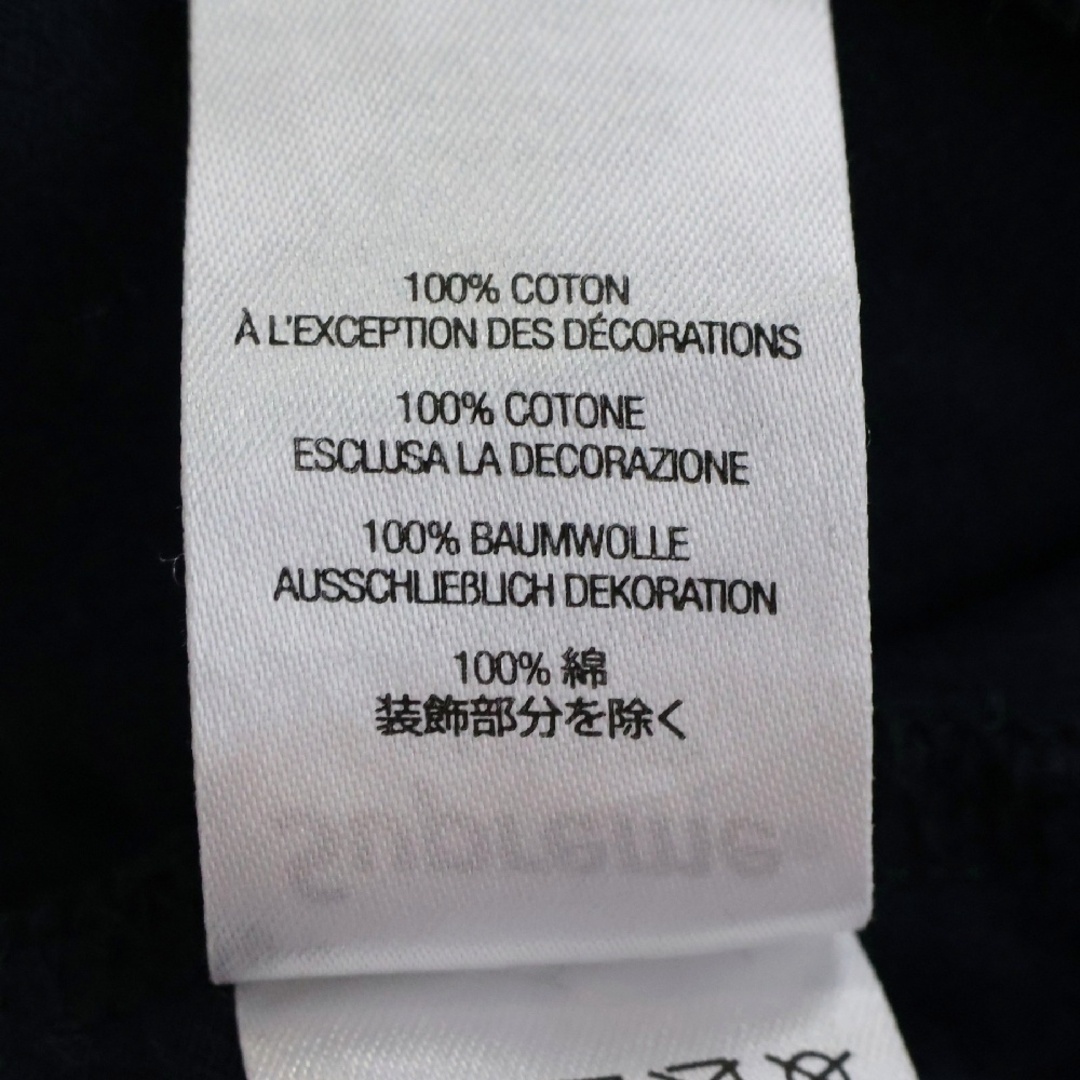 100% COTON
À L'EXCEPTION DES DÉCORATIONS
100% COTONE
ESCLUSA LA DECORAZIONE
100% BAUMWOLLE
AUSSCHLIEßLICH DEKORATION
100% 綿
装飾部分を除く